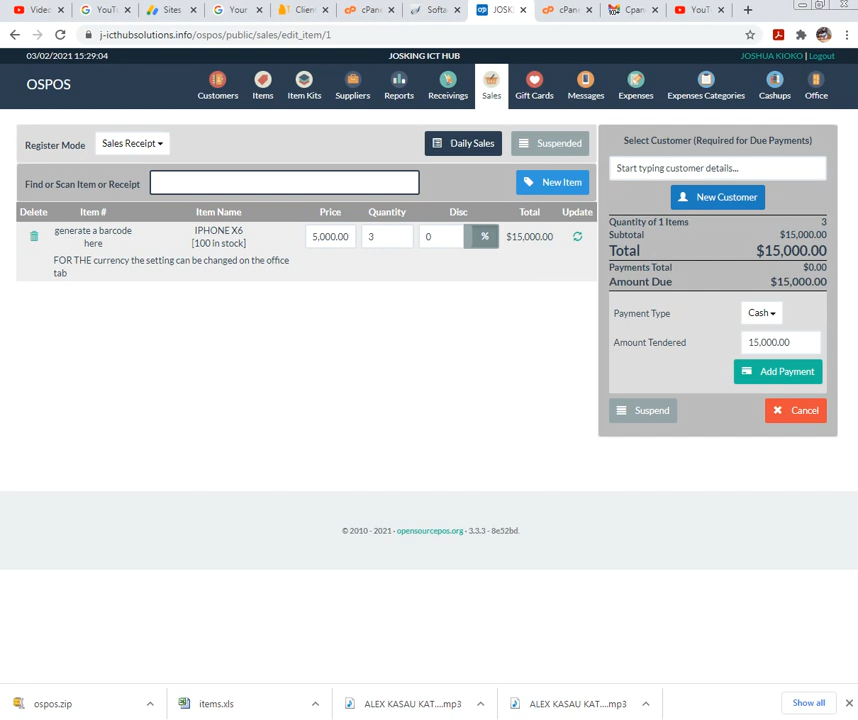 Video
YouT
Sites
Your
Client
cPan
Softa
JOSK
cPan
Cpan
YouT
j-icthubsolutions.info/ospos/public/sales/edit_item/1
03/02/2021 15:29:04
JOSKING ICT HUB
JOSHUA KIOKO | Logout
OSPOS
Customers
Items
Item Kits
Suppliers
Reports
Receivings
Sales
Gift Cards
Messages
Expenses
Expenses Categories
Cashups
Office
Register Mode
Sales Receipt
Daily Sales
Suspended
Find or Scan Item or Receipt
New Item
Delete Item # Item Name Price Quantity Disc Total Update
generate a barcode
here
IPHONE X6
[100 in stock]
5,000.00
3
0
%
$15,000.00
FOR THE currency the setting can be changed on the office
tab
Select Customer (Required for Due Payments)
Start typing customer details...
New Customer
Quantity of 1 Items 3
Subtotal $15,000.00
Total $15,000.00
Payments Total $0.00
Amount Due $15,000.00
Payment Type Cash
Amount Tendered 15,000.00
Add Payment
Suspend
Cancel
© 2010 - 2021 · opensourcepos.org · 3.3.3 - 8e52bd.
ospos.zip
items.xls
ALEX KASAU KAT....mp3
ALEX KASAU KAT....mp3
Show all